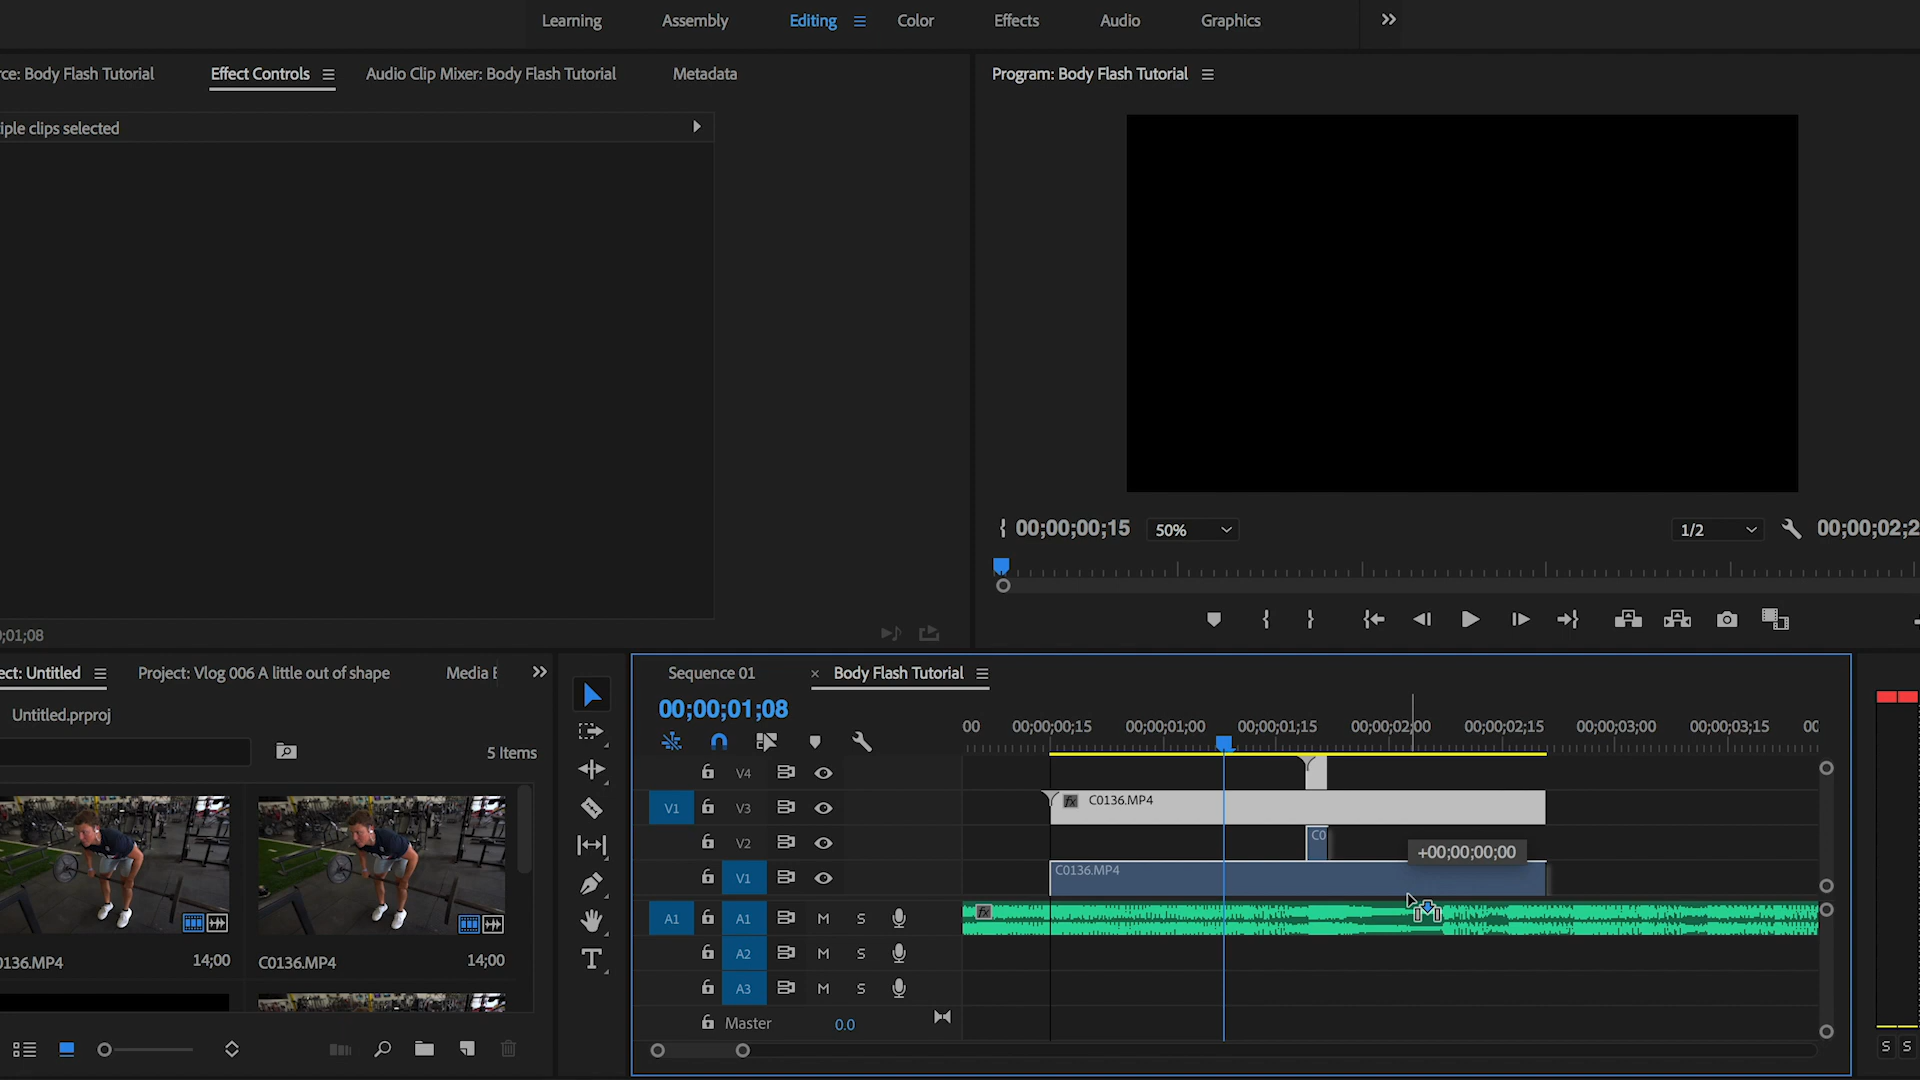 Learning Assembly Editing Color Effects Audio Graphics
rce: Body Flash Tutorial Effect Controls Audio Clip Mixer: Body Flash Tutorial Metadata
Program: Body Flash Tutorial
iple clips selected
00;00;00;15 50% 1/2 00;00;02;2
;01;08
ect: Untitled Project: Vlog 006 A little out of shape Media E
Untitled.prproj
5 Items
0136.MP4 14;00
C0136.MP4 14;00
Sequence 01 × Body Flash Tutorial
00;00;01;08
00 00;00;00;15 00;00;01;00 00;00;01;15 00;00;02;00 00;00;02;15 00;00;03;00 00;00;03;15 00
V4
V1 V3 fx C0136.MP4
V2 C0
+00;00;00;00
V1 C0136.MP4
A1 A1 M S fx
A2 M S
A3 M S
Master 0.0
S S